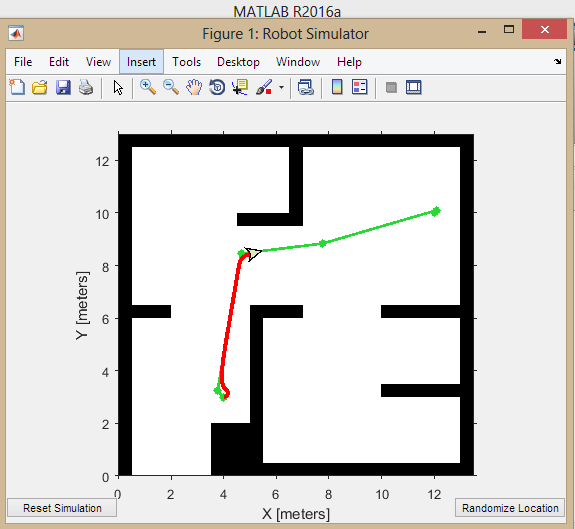 MATLAB R2016a
Figure 1: Robot Simulator
File Edit View Insert Tools Desktop Window Help
12
10
8
6
4
2
0
Y [meters]
0 2 4 6 8 10 12
X [meters]
Reset Simulation
Randomize Location